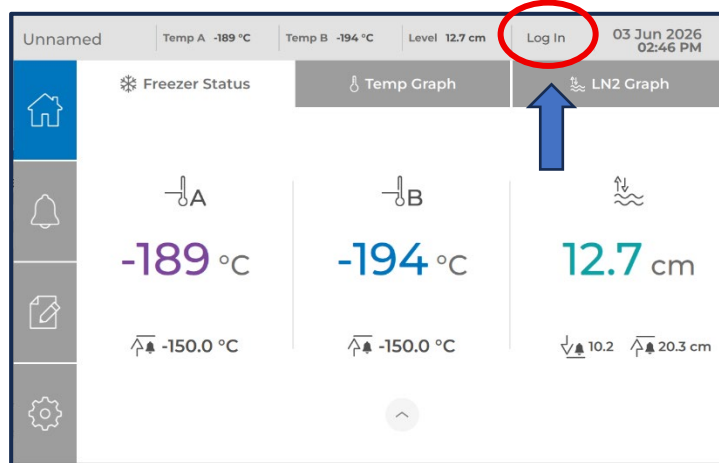 Unnamed Temp A -189 °C Temp B -194 °C Level 12.7 cm Log In 03 Jun 2026
02:46 PM
Freezer Status Temp Graph LN2 Graph
A B
-189 °C -194 °C 12.7 cm
-150.0 °C -150.0 °C 10.2 20.3 cm